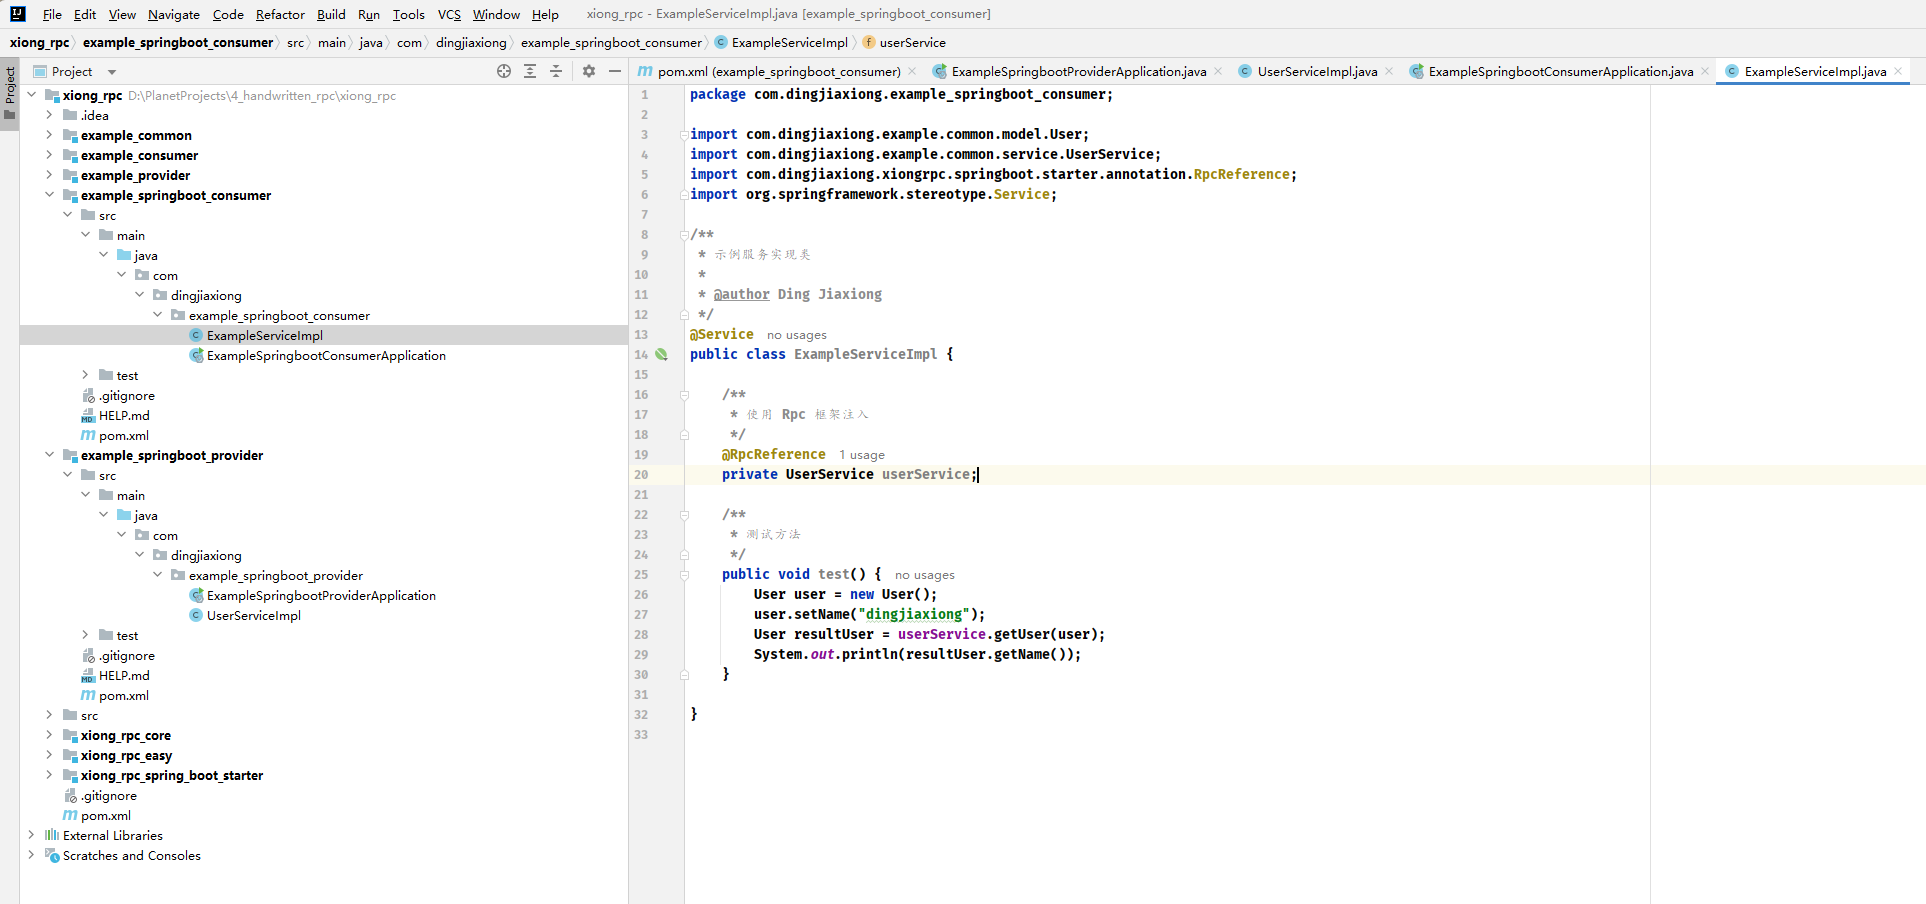 File Edit View Navigate Code Refactor Build Run Tools VCS Window Help xiong_rpc - ExampleServiceImpl.java [example_springboot_consumer]
xiong_rpc example_springboot_consumer src main java com dingjiaxiong example_springboot_consumer ExampleServiceImpl userService
Project
Project
pom.xml (example_springboot_consumer) ExampleSpringbootProviderApplication.java UserServiceImpl.java ExampleSpringbootConsumerApplication.java ExampleServiceImpl.java
xiong_rpc D:\PlanetProjects\4_handwritten_rpc\xiong_rpc
.idea
example_common
example_consumer
example_provider
example_springboot_consumer
src
main
java
com
dingjiaxiong
example_springboot_consumer
ExampleServiceImpl
ExampleSpringbootConsumerApplication
test
.gitignore
HELP.md
pom.xml
example_springboot_provider
src
main
java
com
dingjiaxiong
example_springboot_provider
ExampleSpringbootProviderApplication
UserServiceImpl
test
.gitignore
HELP.md
pom.xml
src
xiong_rpc_core
xiong_rpc_easy
xiong_rpc_spring_boot_starter
.gitignore
pom.xml
External Libraries
Scratches and Consoles
1 package com.dingjiaxiong.example_springboot_consumer;
2
3 import com.dingjiaxiong.example.common.model.User;
4 import com.dingjiaxiong.example.common.service.UserService;
5 import com.dingjiaxiong.xiongrpc.springboot.starter.annotation.RpcReference;
6 import org.springframework.stereotype.Service;
7
8 /**
9 * 示例服务实现类
10 *
11 * @author Ding Jiaxiong
12 */
13 @Service no usages
14 public class ExampleServiceImpl {
15
16 /**
17 * 使用 Rpc 框架注入
18 */
19 @RpcReference 1 usage
20 private UserService userService;
21
22 /**
23 * 测试方法
24 */
25 public void test() { no usages
26 User user = new User();
27 user.setName("dingjiaxiong");
28 User resultUser = userService.getUser(user);
29 System.out.println(resultUser.getName());
30 }
31
32 }
33